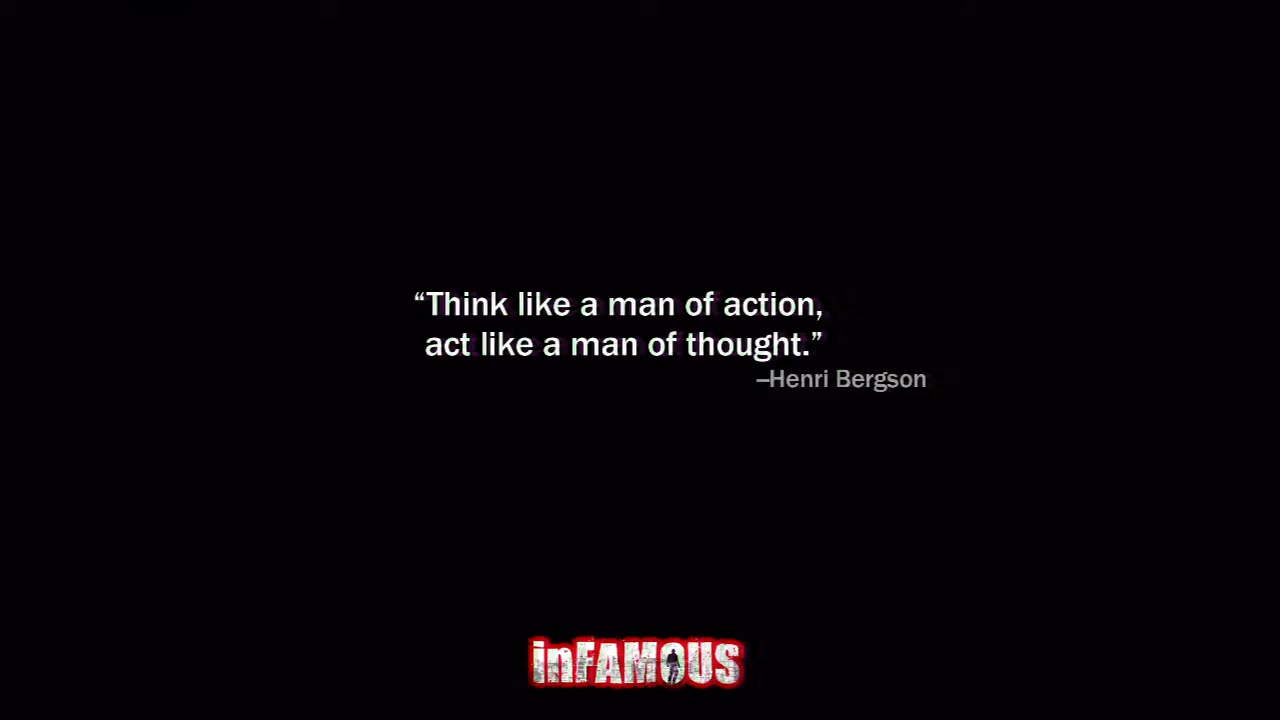 “Think like a man of action,
act like a man of thought.”
–Henri Bergson
inFAMOUS